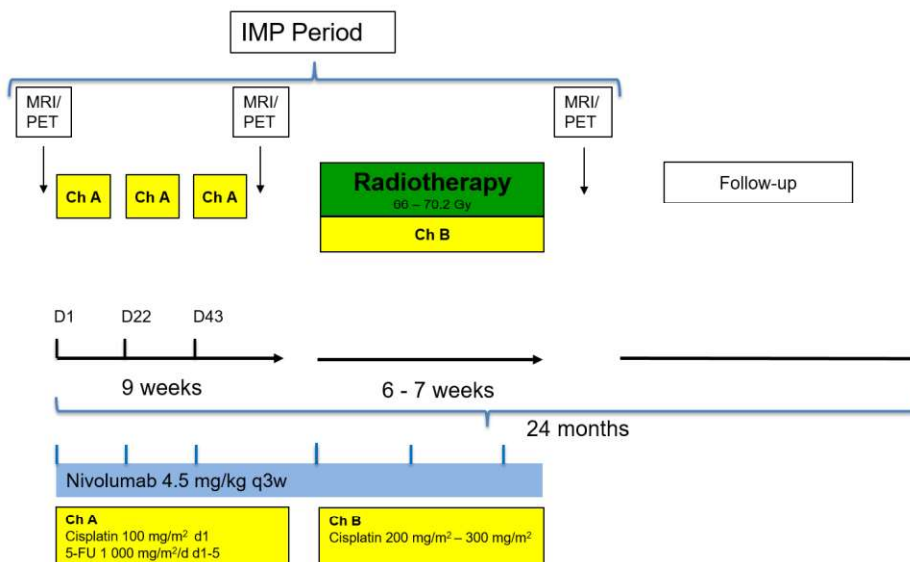 IMP Period
MRI/
PET
MRI/
PET
MRI/
PET
Ch A
Ch A
Ch A
Radiotherapy
66 – 70.2 Gy
Ch B
Follow-up
D1
D22
D43
9 weeks
6 - 7 weeks
24 months
Nivolumab 4.5 mg/kg q3w
Ch A
Cisplatin 100 mg/m² d1
5-FU 1 000 mg/m²/d d1-5
Ch B
Cisplatin 200 mg/m² – 300 mg/m²